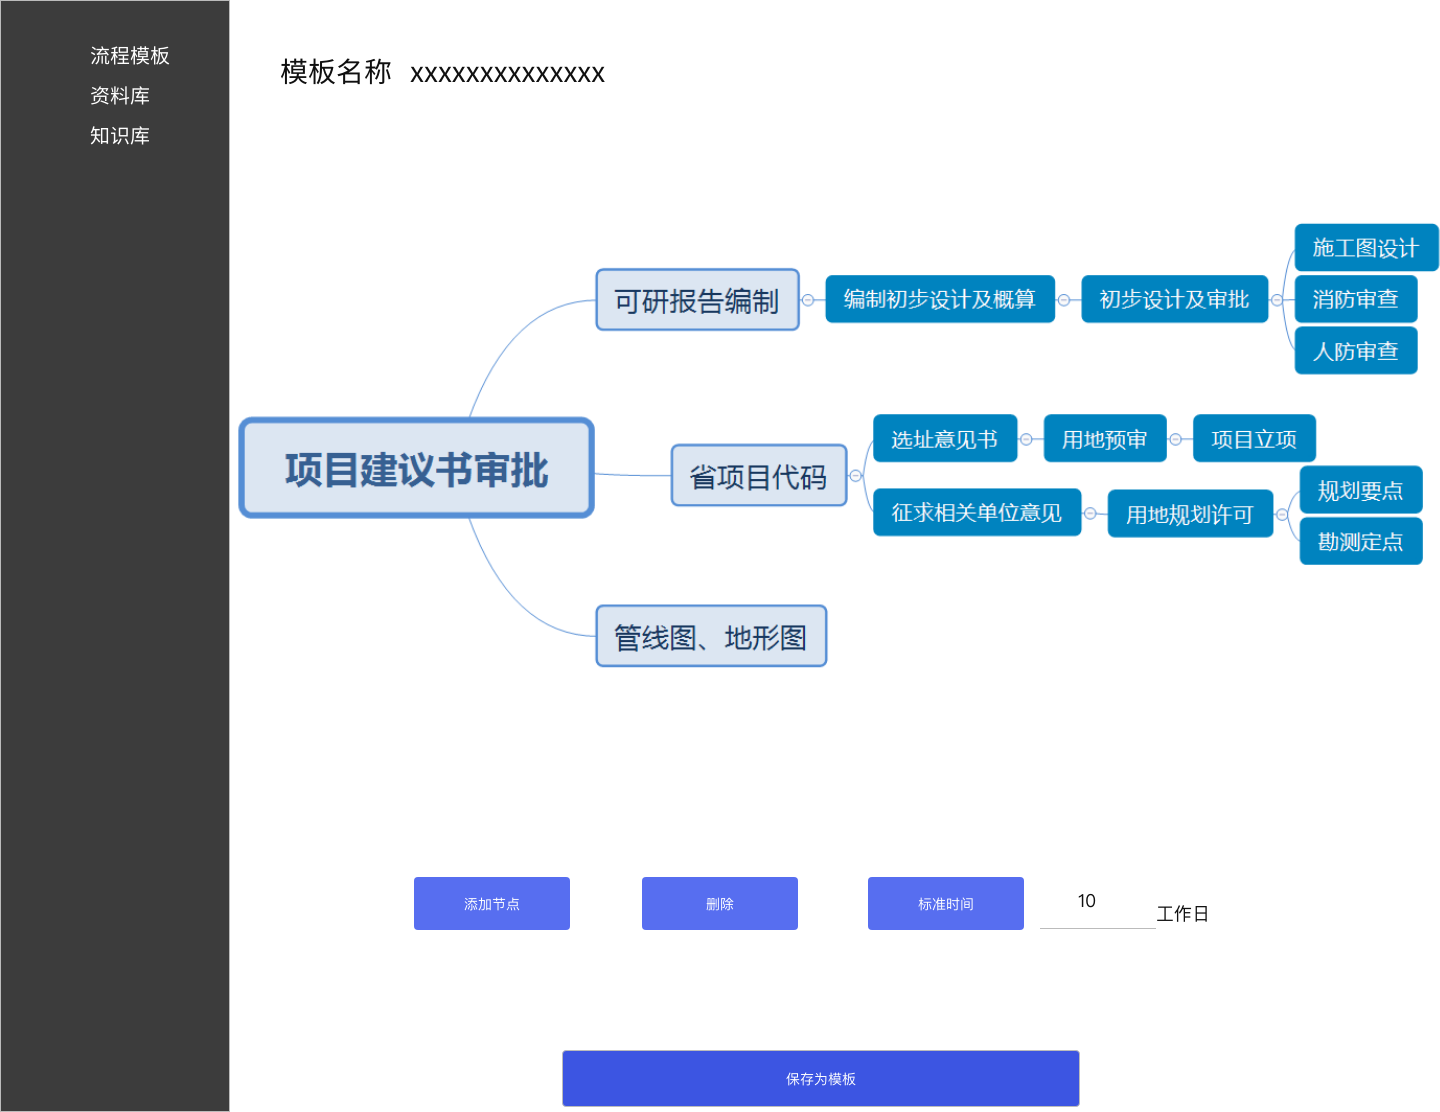 流程模板
资料库
知识库
模板名称 xxxxxxxxxxxxxx
项目建议书审批
可研报告编制
编制初步设计及概算
初步设计及审批
施工图设计
消防审查
人防审查
省项目代码
选址意见书
用地预审
项目立项
征求相关单位意见
用地规划许可
规划要点
勘测定点
管线图、地形图
添加节点
删除
标准时间
10
工作日
保存为模板